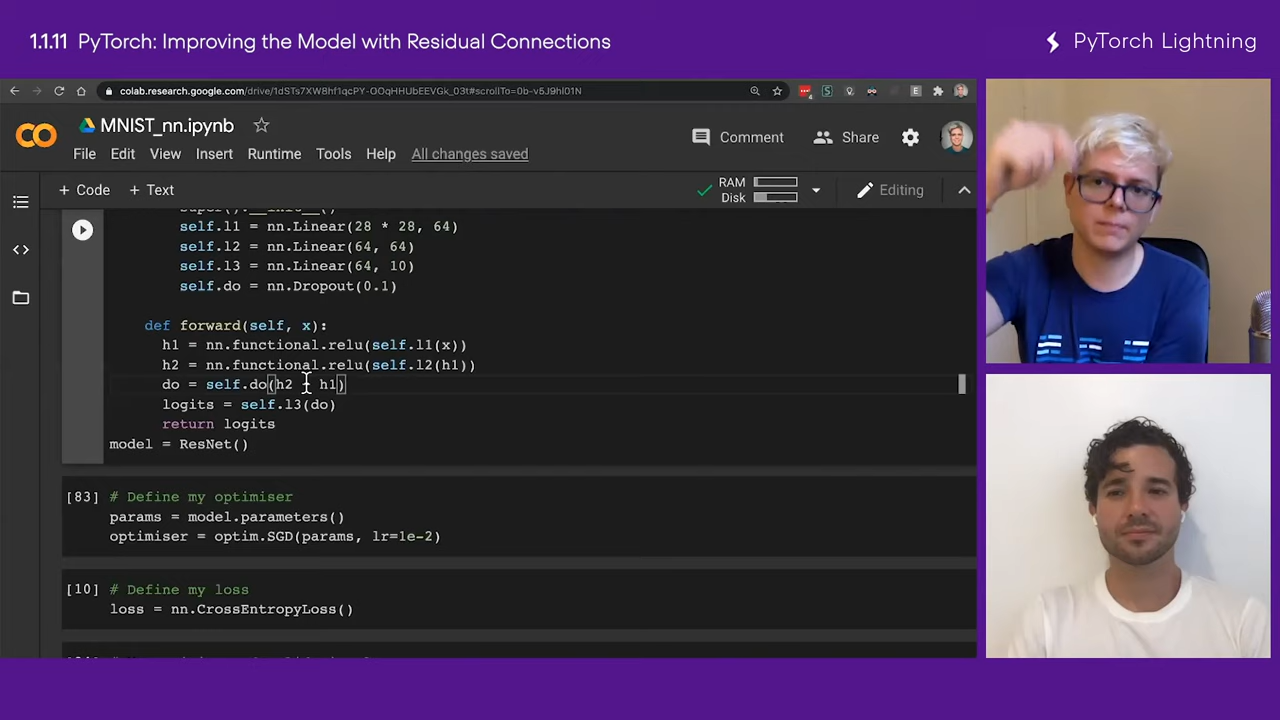 1.1.11 PyTorch: Improving the Model with Residual Connections
PyTorch Lightning
colab.research.google.com/drive/1dSTs7XW8hf1qcPY-OOqHHUbEEVGk_03t#scrollTo=0b-v5J9hl01N
MNIST_nn.ipynb
Comment
Share
File Edit View Insert Runtime Tools Help All changes saved
+ Code + Text
RAM
Disk
Editing
super().__init__()
self.l1 = nn.Linear(28 * 28, 64)
self.l2 = nn.Linear(64, 64)
self.l3 = nn.Linear(64, 10)
self.do = nn.Dropout(0.1)
def forward(self, x):
h1 = nn.functional.relu(self.l1(x))
h2 = nn.functional.relu(self.l2(h1))
do = self.do(h2 h1)
logits = self.l3(do)
return logits
model = ResNet()
[83] # Define my optimiser
params = model.parameters()
optimiser = optim.SGD(params, lr=1e-2)
[10] # Define my loss
loss = nn.CrossEntropyLoss()